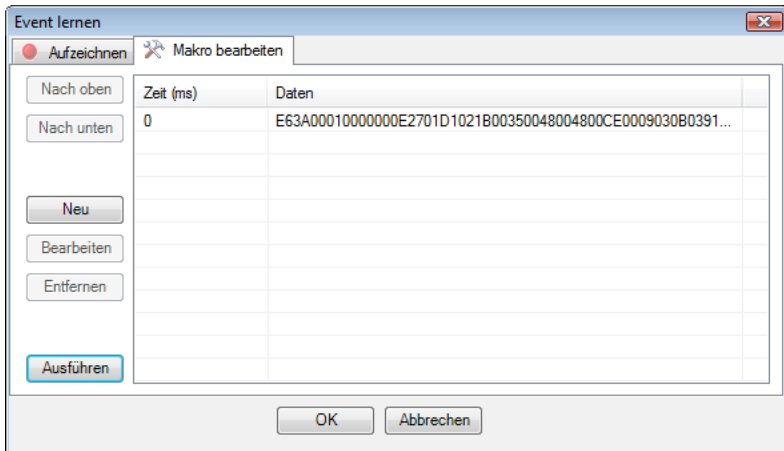 Event lernen
Aufzeichnen Makro bearbeiten
Nach oben
Nach unten
Neu
Bearbeiten
Entfernen
Ausführen
Zeit (ms) Daten
0 E63A00010000000E2701D1021B00350048004800CE0009030B0391...
OK Abbrechen